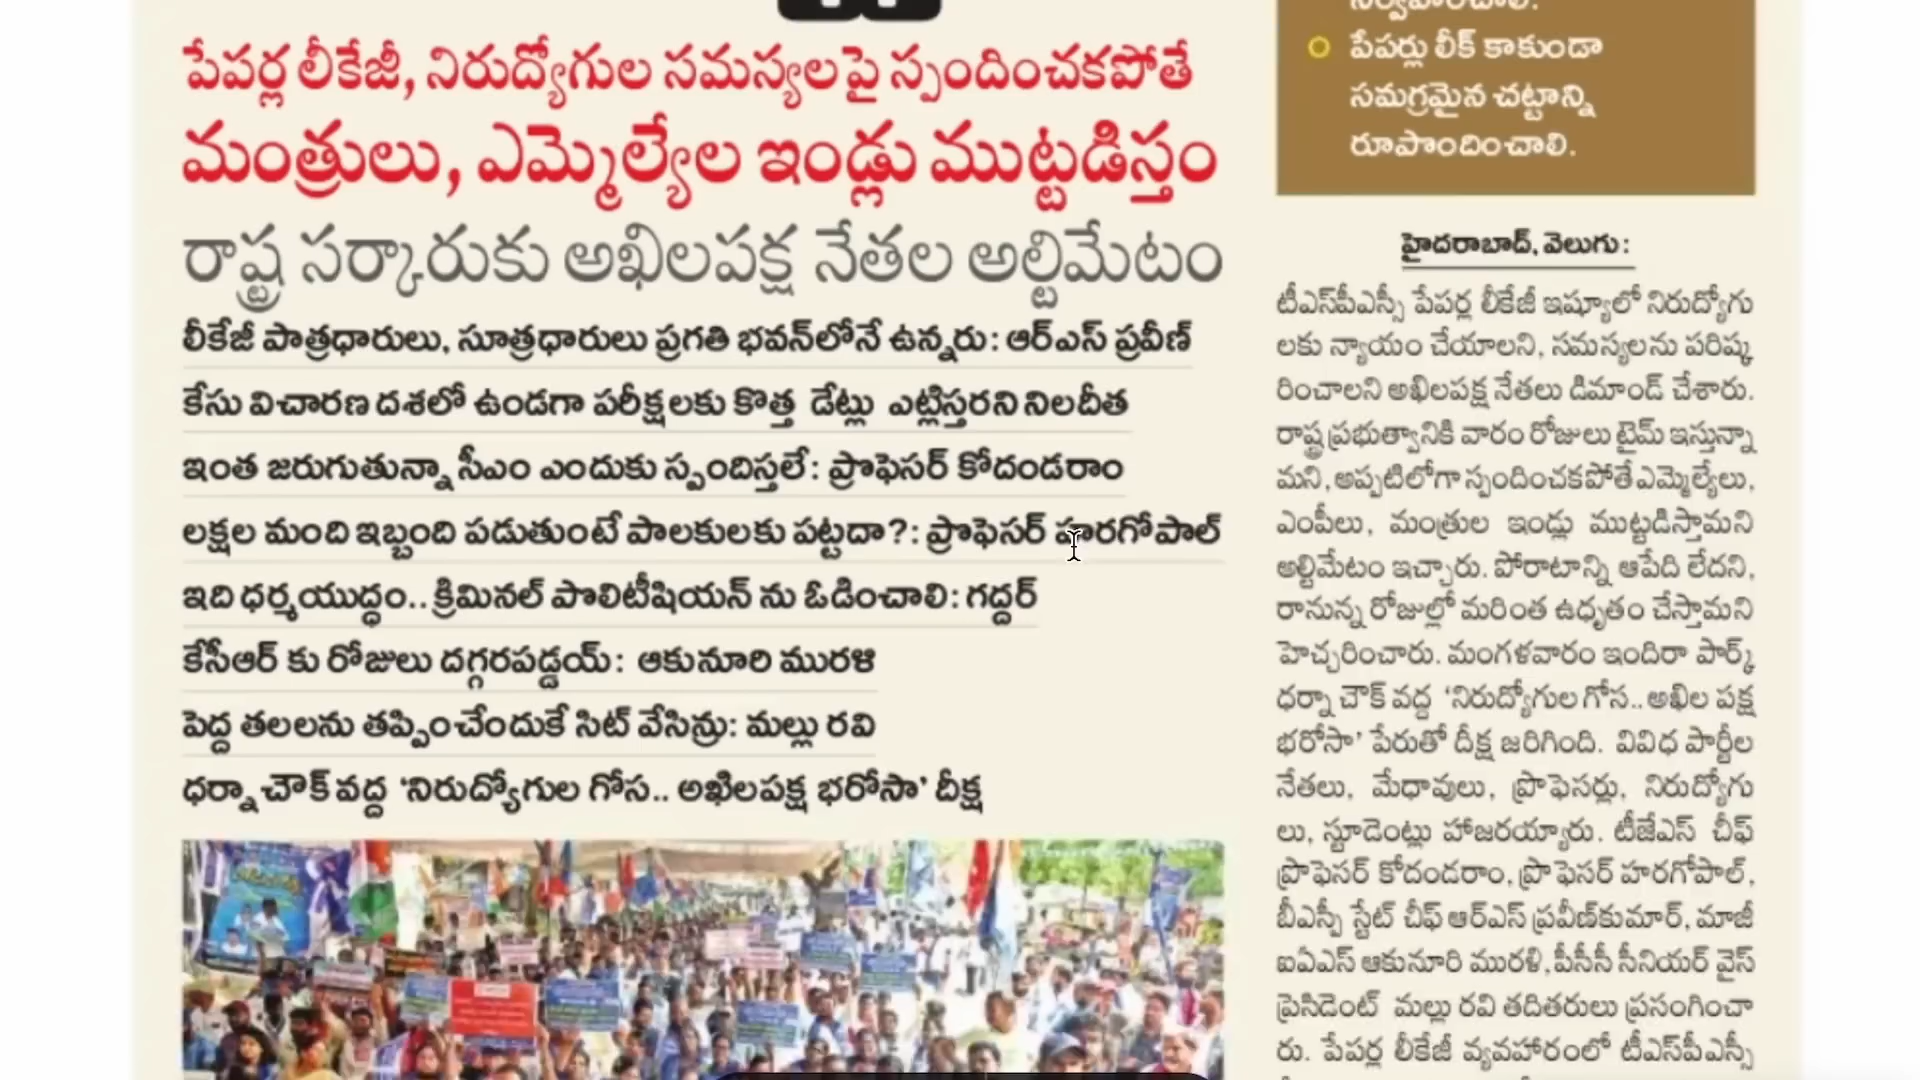 పేపర్ల లీకేజీ, నిరుద్యోగుల సమస్యలపై స్పందించకపోతే
మంత్రులు, ఎమ్మెల్యేల ఇండ్లు ముట్టడిస్తం
రాష్ట్ర సర్కారుకు అఖిలపక్ష నేతల అల్టిమేటం
లీకేజీ పాత్రధారులు, సూత్రధారులు ప్రగతి భవన్‌లోనే ఉన్నరు: ఆర్ఎస్ ప్రవీణ్
కేసు విచారణ దశలో ఉండగా పరీక్షలకు కొత్త డేట్లు ఎట్లిస్తరని నిలదీత
ఇంత జరుగుతున్నా సీఎం ఎందుకు స్పందిస్తలే: ప్రొఫెసర్ కోదండరాం
లక్షల మంది ఇబ్బంది పడుతుంటే పాలకులకు పట్టదా?: ప్రొఫెసర్ హరగోపాల్
ఇది ధర్మయుద్ధం.. క్రిమినల్ పొలిటీషియన్ ను ఓడించాలి: గద్దర్
కేసీఆర్ కు రోజులు దగ్గరపడ్డయ్: ఆకునూరి మురళి
పెద్ద తలలను తప్పించేందుకే సిట్ వేసిన్రు: మల్లు రవి
ధర్నాచౌక్ వద్ద ‘నిరుద్యోగుల గోస.. అఖిలపక్ష భరోసా’ దీక్ష
పేపర్లు లీక్ కాకుండా
సమగ్రమైన చట్టాన్ని
రూపొందించాలి.
హైదరాబాద్, వెలుగు:
టీఎస్‌పీఎస్సీ పేపర్ల లీకేజీ ఇష్యూలో నిరుద్యోగు
లకు న్యాయం చేయాలని, సమస్యలను పరిష్క
రించాలని అఖిలపక్ష నేతలు డిమాండ్ చేశారు.
రాష్ట్ర ప్రభుత్వానికి వారం రోజులు టైమ్ ఇస్తున్నా
మని, అప్పటిలోగా స్పందించకపోతే ఎమ్మెల్యేలు,
ఎంపీలు, మంత్రుల ఇండ్లు ముట్టడిస్తామని
అల్టిమేటం ఇచ్చారు. పోరాటాన్ని ఆపేది లేదని,
రానున్న రోజుల్లో మరింత ఉధృతం చేస్తామని
హెచ్చరించారు. మంగళవారం ఇందిరా పార్క్
ధర్నా చౌక్ వద్ద ‘నిరుద్యోగుల గోస.. అఖిల పక్ష
భరోసా’ పేరుతో దీక్ష జరిగింది. వివిధ పార్టీల
నేతలు, మేధావులు, ప్రొఫెసర్లు, నిరుద్యోగు
లు, స్టూడెంట్లు హాజరయ్యారు. టీజేఎస్ చీఫ్
ప్రొఫెసర్ కోదండరాం, ప్రొఫెసర్ హరగోపాల్,
బీఎస్పీ స్టేట్ చీఫ్ ఆర్ఎస్ ప్రవీణ్‌కుమార్, మాజీ
ఐఏఎస్ ఆకునూరి మురళి, పీసీసీ సీనియర్ వైస్
ప్రెసిడెంట్ మల్లు రవి తదితరులు ప్రసంగించా
రు. పేపర్ల లీకేజీ వ్యవహారంలో టీఎస్‌పీఎస్సీ